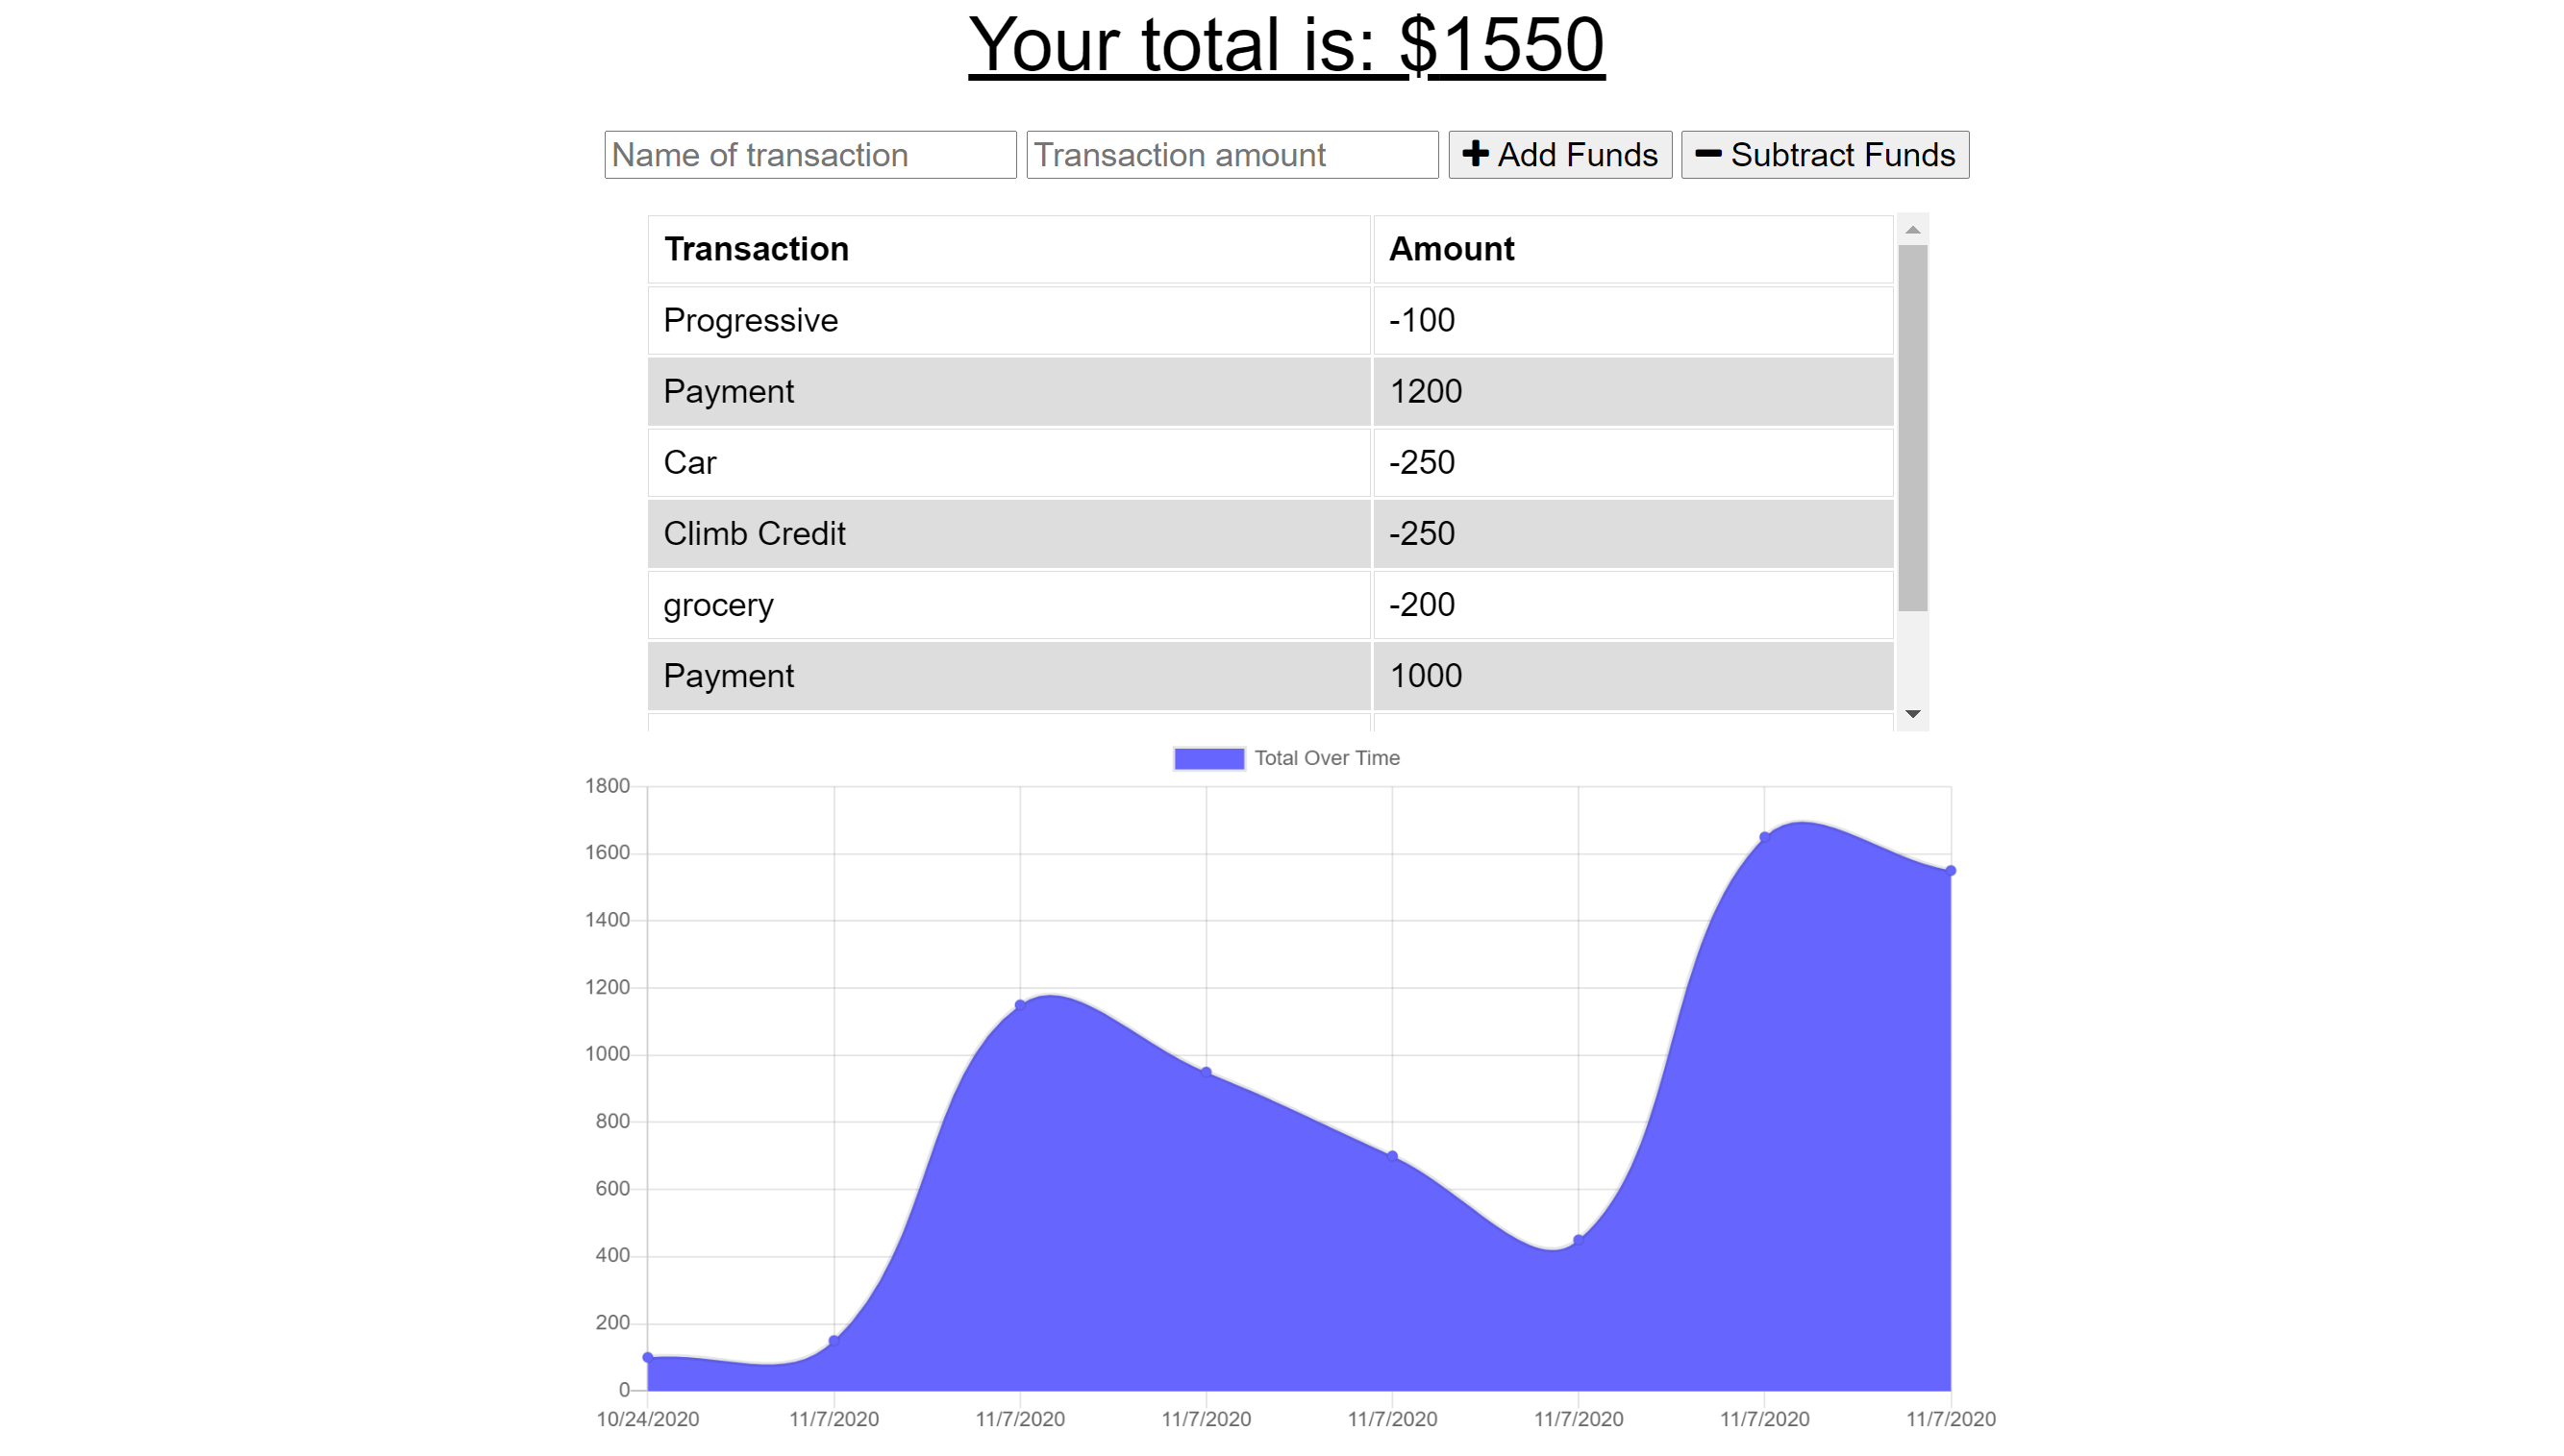 Your total is: $1550
Name of transaction Transaction amount Add Funds Subtract Funds
Transaction Amount
Progressive -100
Payment 1200
Car -250
Climb Credit -250
grocery -200
Payment 1000
Total Over Time
1800
1600
1400
1200
1000
800
600
400
200
0
10/24/2020 11/7/2020 11/7/2020 11/7/2020 11/7/2020 11/7/2020 11/7/2020 11/7/2020